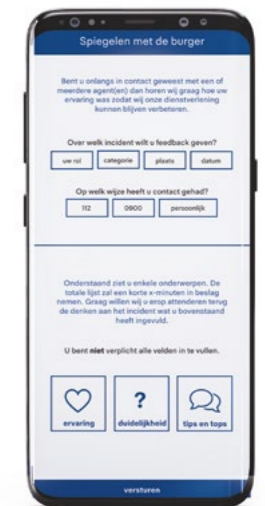 Spiegelen met de burger
Bent u onlangs in contact geweest met een of
meerdere agent(en) dan horen wij graag hoe uw
ervaring was zodat wij onze dienstverlening
kunnen blijven verbeteren.
Over welk incident wilt u feedback geven?
uw rol categorie plaats datum
Op welk wijze heeft u contact gehad?
112 0900 persoonlijk
Onderstaand ziet u enkele onderwerpen. De
totale lijst zal een korte x-minuten in beslag
nemen. Graag willen wij u erop attenderen terug
de denken aan het incident wat u bovenstaand
heeft ingevuld.
U bent niet verplicht alle velden in te vullen.
?
ervaring duidelijkheid tips en tops
versturen